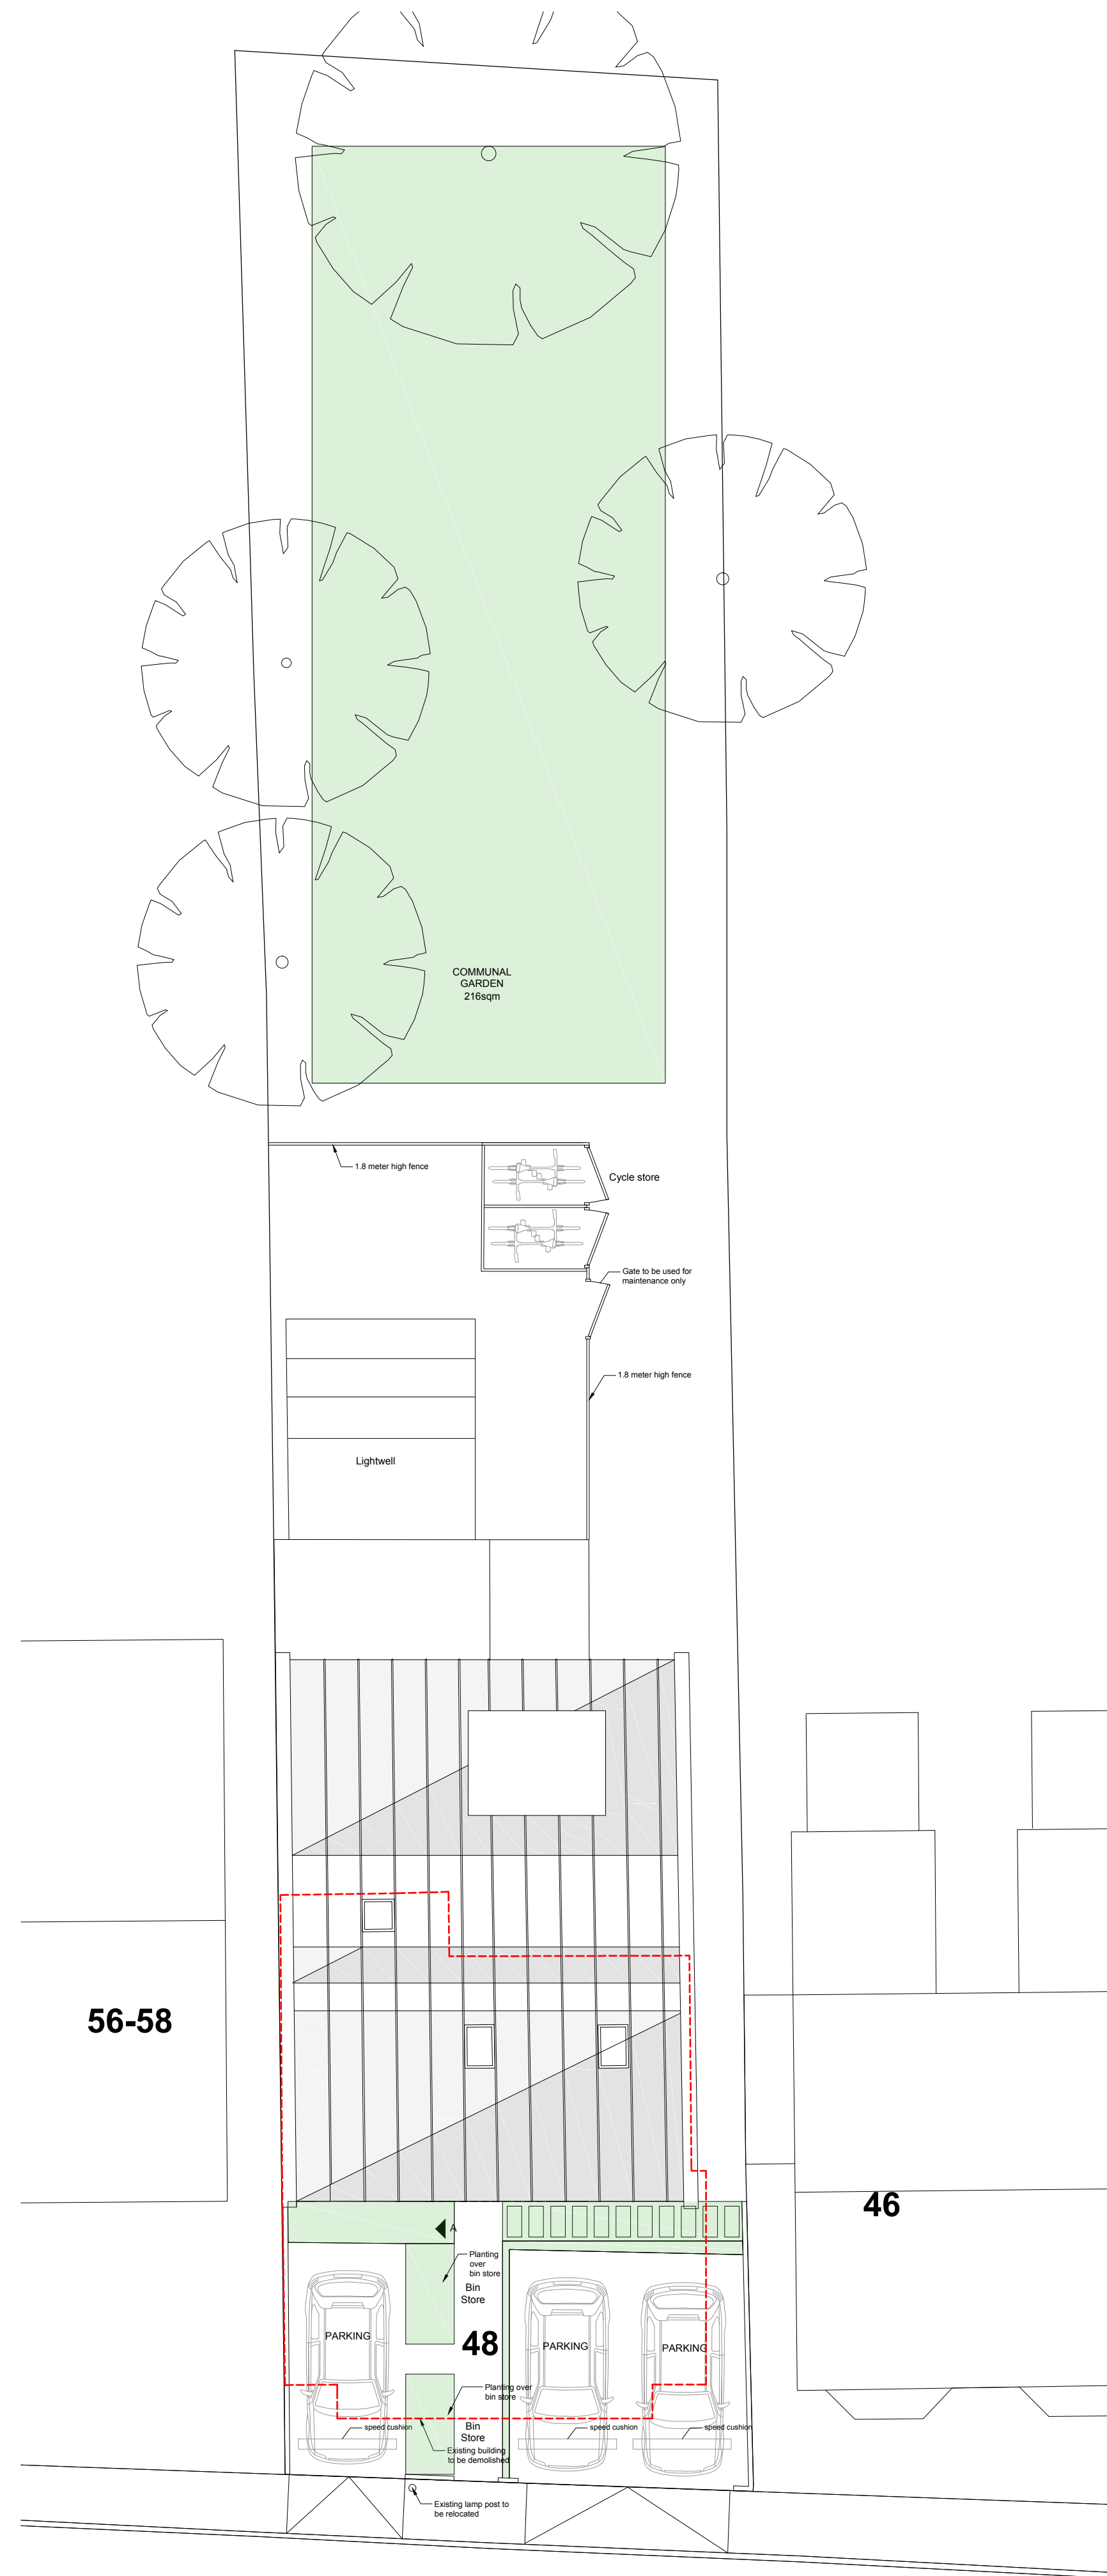 COMMUNAL
GARDEN
216sqm
1.8 meter high fence
Cycle store
Gate to be used for
maintenance only
1.8 meter high fence
Lightwell
56-58
46
A
Planting
over
bin store
Bin
Store
48
PARKING
PARKING
PARKING
Planting over
bin store
Bin
Store
speed cushion
speed cushion
speed cushion
Existing building
to be demolished
Existing lamp post to
be relocated